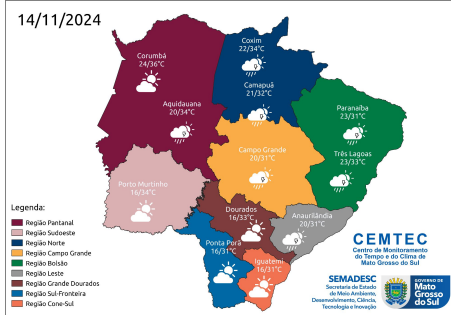 14/11/2024
Coxim
22/34°C
Corumbá
24/36°C
Camapuã
21/32°C
Aquidauana
20/34°C
Paranaíba
23/31°C
Campo Grande
20/31°C
Três Lagoas
23/33°C
Porto Murtinho
16/34°C
Dourados
16/33°C
Anaurilândia
20/31°C
Ponta Porã
16/31°C
Iguatemi
16/31°C
Legenda:
Região Pantanal
Região Sudoeste
Região Norte
Região Campo Grande
Região Bolsão
Região Leste
Região Grande Dourados
Região Sul-Fronteira
Região Cone-Sul
CEMTEC
Centro de Monitoramento
do Tempo e do Clima de
Mato Grosso do Sul
SEMADESC
Secretaria de Estado
de Meio Ambiente,
Desenvolvimento, Ciência,
Tecnologia e Inovação
GOVERNO DE
Mato
Grosso
do Sul